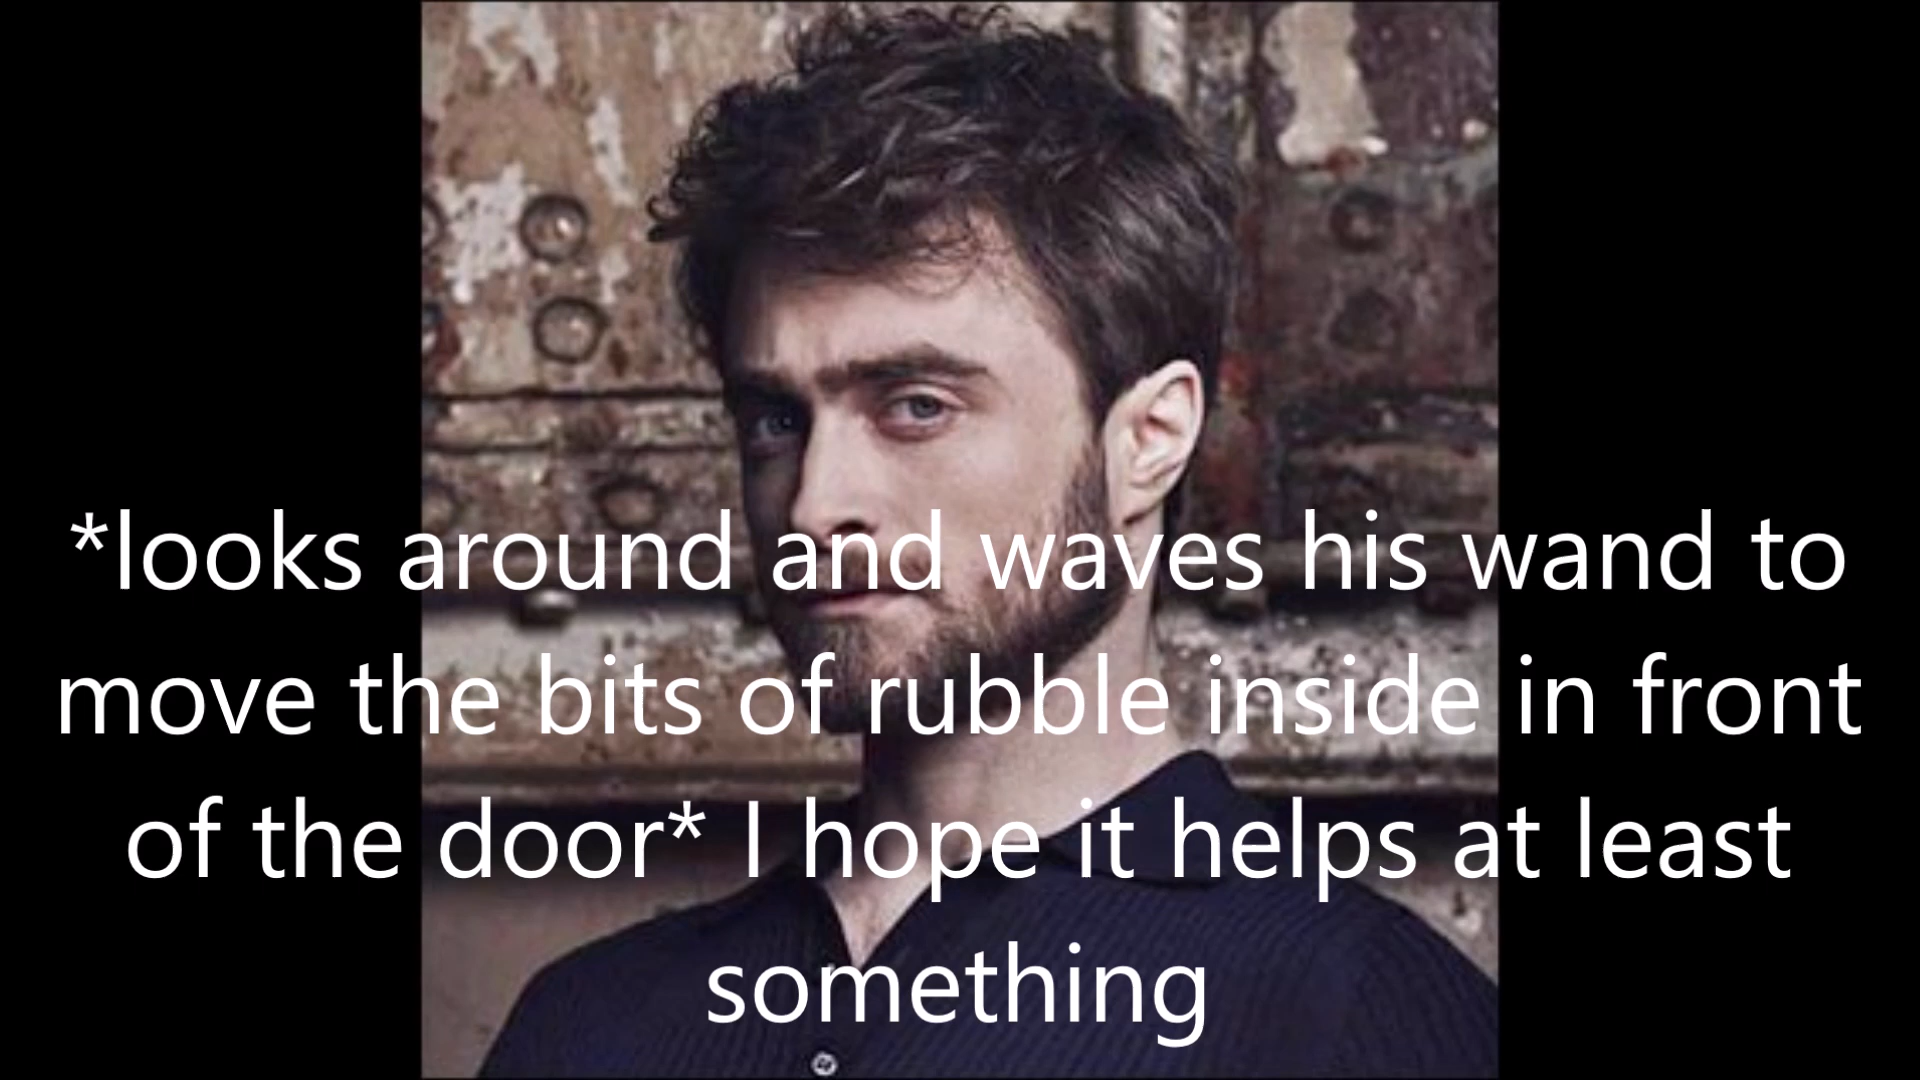 *looks around and waves his wand to
move the bits of rubble inside in front
of the door* I hope it helps at least
something